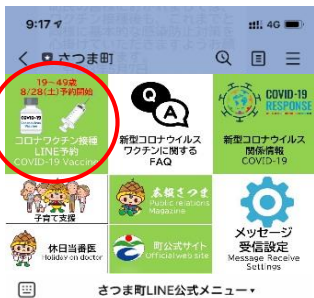 9:17
4G
さつま町
19～49歳
8/28(土)予約開始
COVID-19
コロナワクチン接種
LINE予約
COVID-19 Vaccine
Q
A
新型コロナウイルス
ワクチンに関する
FAQ
COVID-19
RESPONSE
新型コロナウイルス
関係情報
COVID-19
子育て支援
広報さつま
Public relations
Magazine
メッセージ
受信設定
Message Receive
Settings
休日当番医
Holiday on doctor
町公式サイト
Official web site
さつま町LINE公式メニュー